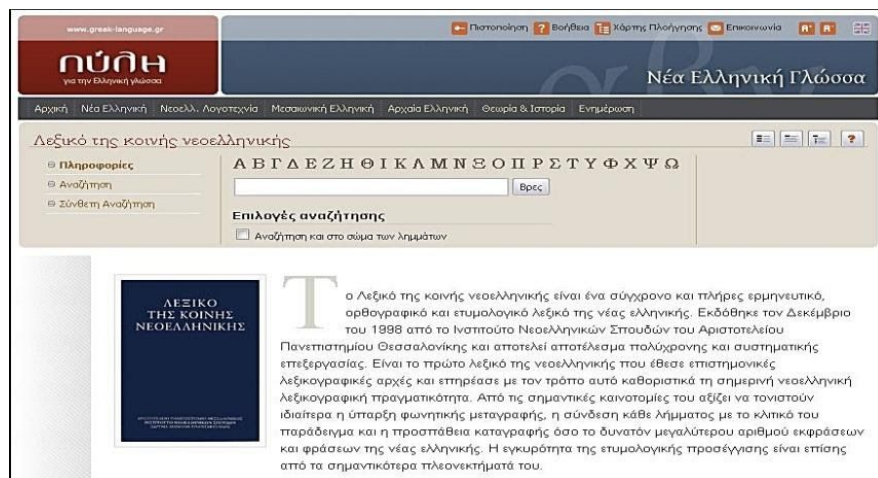 www.greek-language.gr
Πιστοποίηση Βοήθεια Χάρτης Πλοήγησης Επικοινωνία
πύλη
για την Ελληνική γλώσσα
Νέα Ελληνική Γλώσσα
Αρχική Νέα Ελληνική Νεοελλ. Λογοτεχνία Μεσαιωνική Ελληνική Αρχαία Ελληνική Θεωρία & Ιστορία Ενημέρωση
Λεξικό της κοινής νεοελληνικής
Πληροφορίες
Αναζήτηση
Σύνθετη Αναζήτηση
Α Β Γ Δ Ε Ζ Η Θ Ι Κ Λ Μ Ν Ξ Ο Π Ρ Σ Τ Υ Φ Χ Ψ Ω
Βρες
Επιλογές αναζήτησης
Αναζήτηση και στο σώμα των λημμάτων
ΛΕΞΙΚΟ
ΤΗΣ ΚΟΙΝΗΣ
ΝΕΟΕΛΛΗΝΙΚΗΣ
Το Λεξικό της κοινής νεοελληνικής είναι ένα σύγχρονο και πλήρες ερμηνευτικό,
ορθογραφικό και ετυμολογικό λεξικό της νέας ελληνικής. Εκδόθηκε τον Δεκέμβριο
του 1998 από το Ινστιτούτο Νεοελληνικών Σπουδών του Αριστοτελείου
Πανεπιστημίου Θεσσαλονίκης και αποτελεί αποτέλεσμα πολύχρονης και συστηματικής
επεξεργασίας. Είναι το πρώτο λεξικό της νεοελληνικής που έθεσε επιστημονικές
λεξικογραφικές αρχές και επηρέασε με τον τρόπο αυτό καθοριστικά τη σημερινή νεοελληνική
λεξικογραφική πραγματικότητα. Από τις σημαντικές καινοτομίες του αξίζει να τονιστούν
ιδιαίτερα η ύπαρξη φωνητικής μεταγραφής, η σύνδεση κάθε λήμματος με το κλιτικό του
παράδειγμα και η προσπάθεια καταγραφής όσο το δυνατόν μεγαλύτερου αριθμού εκφράσεων
και φράσεων της νέας ελληνικής. Η εγκυρότητα της ετυμολογικής προσέγγισης είναι επίσης
από τα σημαντικότερα πλεονεκτήματά του.